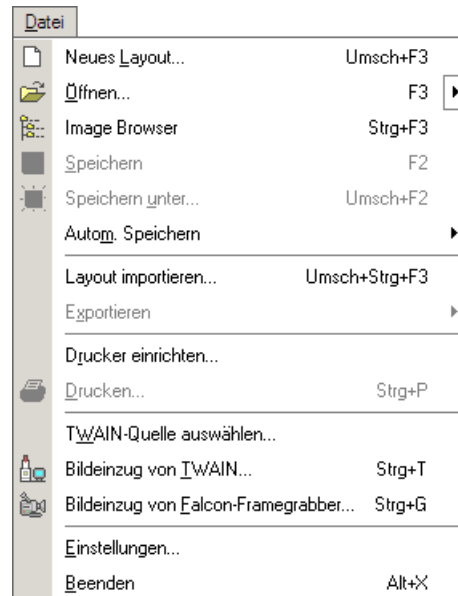 Datei
Neues Layout... Umsch+F3
Öffnen... F3
Image Browser Strg+F3
Speichern F2
Speichern unter... Umsch+F2
Autom. Speichern
Layout importieren... Umsch+Strg+F3
Exportieren
Drucker einrichten...
Drucken... Strg+P
TWAIN-Quelle auswählen...
Bildeinzug von TWAIN... Strg+T
Bildeinzug von Falcon-Framegrabber... Strg+G
Einstellungen...
Beenden Alt+X